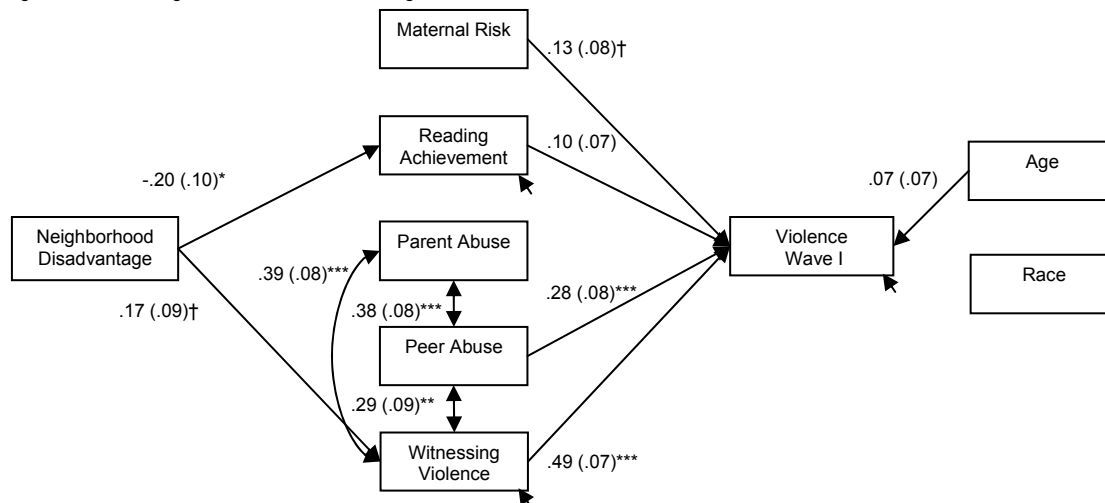 Maternal Risk
.13 (.08)†
Reading
Achievement
.10 (.07)
-.20 (.10)*
Age
.07 (.07)
Neighborhood
Disadvantage
Parent Abuse
Violence
Wave I
.39 (.08)***
Race
.17 (.09)†
.38 (.08)***
.28 (.08)***
Peer Abuse
.29 (.09)**
Witnessing
Violence
.49 (.07)***